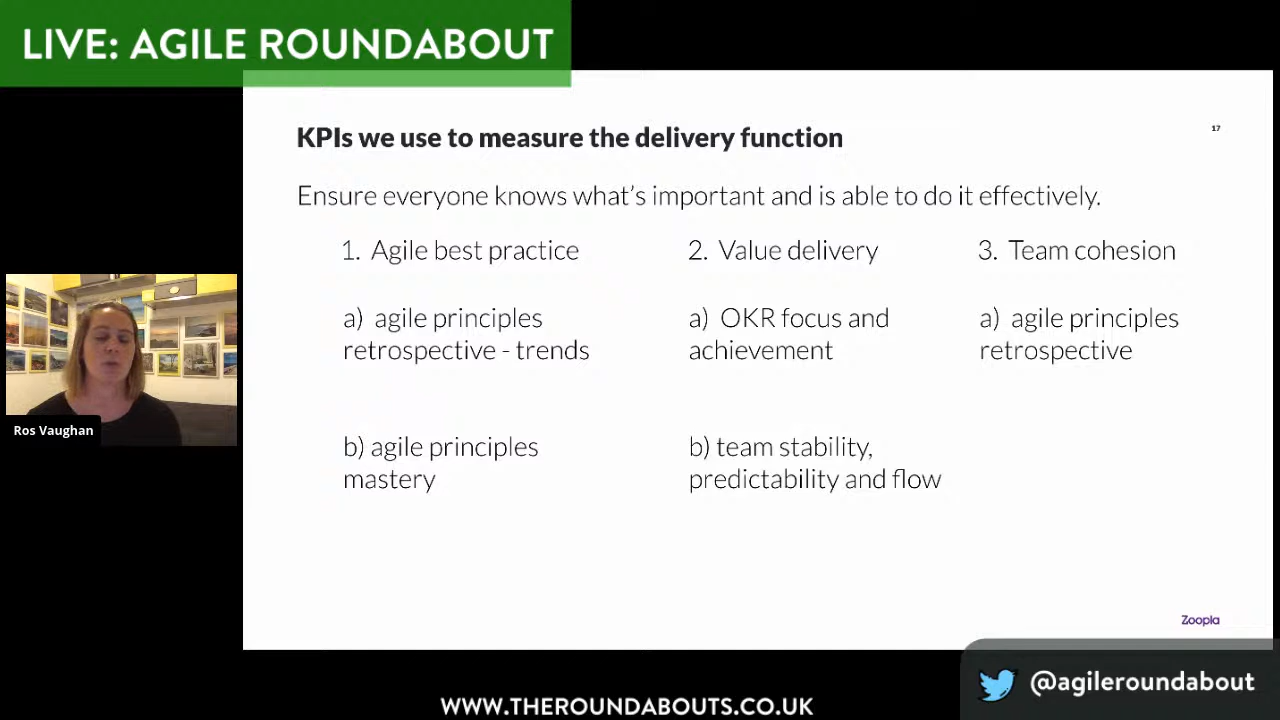 LIVE: AGILE ROUNDABOUT
KPIs we use to measure the delivery function
17
Ensure everyone knows what's important and is able to do it effectively.
1. Agile best practice
2. Value delivery
3. Team cohesion
a) agile principles
retrospective - trends
a) OKR focus and
achievement
a) agile principles
retrospective
b) agile principles
mastery
b) team stability,
predictability and flow
Ros Vaughan
Zoopla
@agileroundabout
WWW.THEROUNDABOUTS.CO.UK